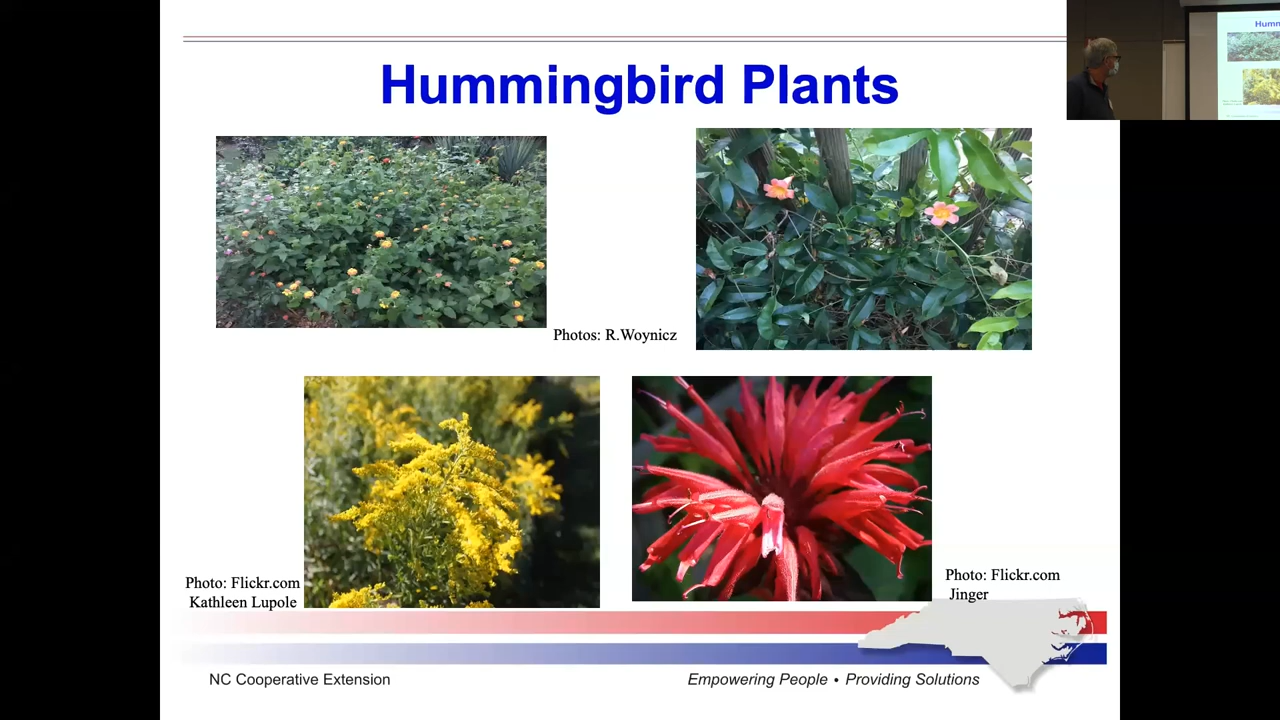 Hummingbird Plants
Humm
Photos: R.Woynicz
Photo: Flickr.com
Kathleen Lupole
Photo: Flickr.com
Jinger
NC Cooperative Extension
Empowering People • Providing Solutions